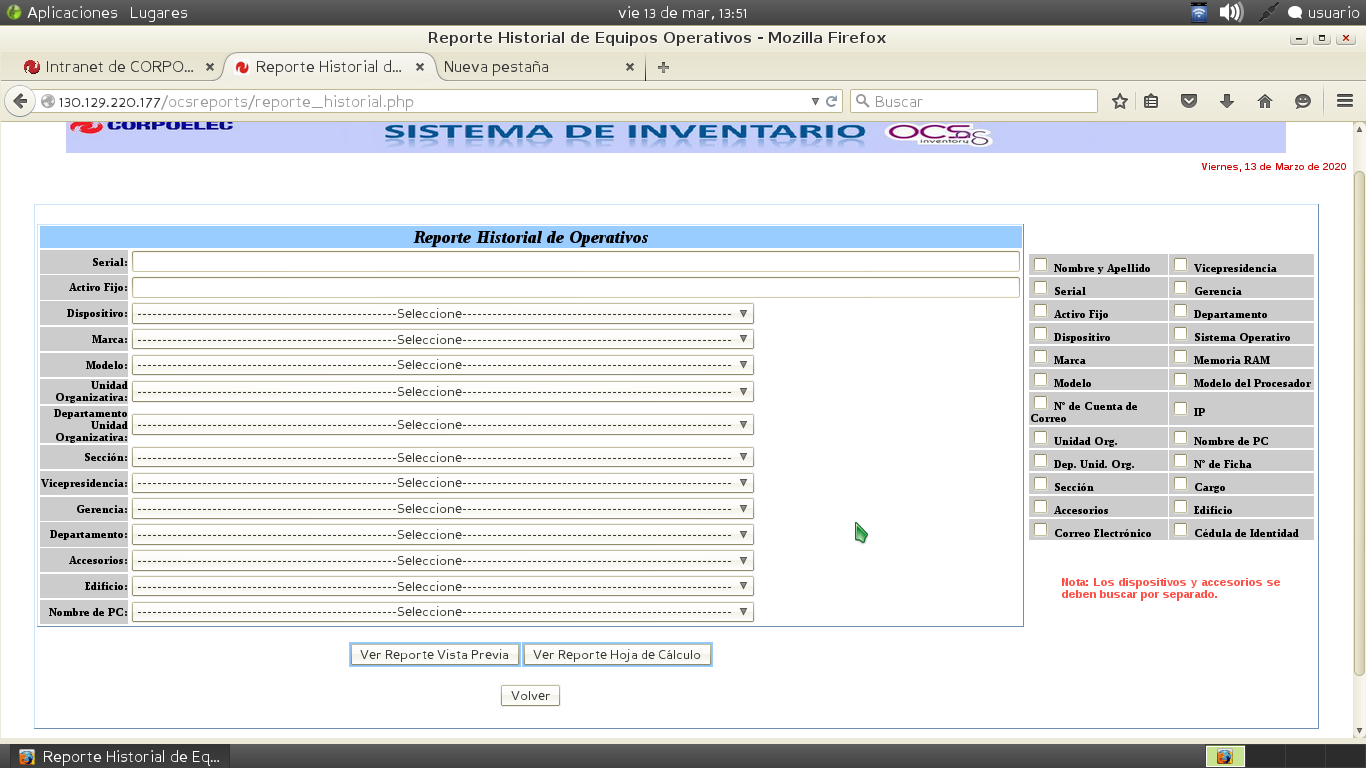 Aplicaciones Lugares vie 13 de mar, 13:51 usuario
Reporte Historial de Equipos Operativos - Mozilla Firefox
Intranet de CORPO... Reporte Historial d... Nueva pestaña
130.129.220.177/ocsreports/reporte_historial.php Buscar
CORPOELEC SISTEMA DE INVENTARIO OCS inventory
Viernes, 13 de Marzo de 2020
Reporte Historial de Operativos
Serial:
Activo Fijo:
Dispositivo: Seleccione
Marca: Seleccione
Modelo: Seleccione
Unidad
Organizativa: Seleccione
Departamento
Unidad
Organizativa: Seleccione
Sección: Seleccione
Vicepresidencia: Seleccione
Gerencia: Seleccione
Departamento: Seleccione
Accesorios: Seleccione
Edificio: Seleccione
Nombre de PC: Seleccione
Nombre y Apellido Vicepresidencia
Serial Gerencia
Activo Fijo Departamento
Dispositivo Sistema Operativo
Marca Memoria RAM
Modelo Modelo del Procesador
Nº de Cuenta de
Correo IP
Unidad Org. Nombre de PC
Dep. Unid. Org. Nº de Ficha
Sección Cargo
Accesorios Edificio
Correo Electrónico Cédula de Identidad
Nota: Los dispositivos y accesorios se
deben buscar por separado.
Ver Reporte Vista Previa Ver Reporte Hoja de Cálculo
Volver
Reporte Historial de Eq...